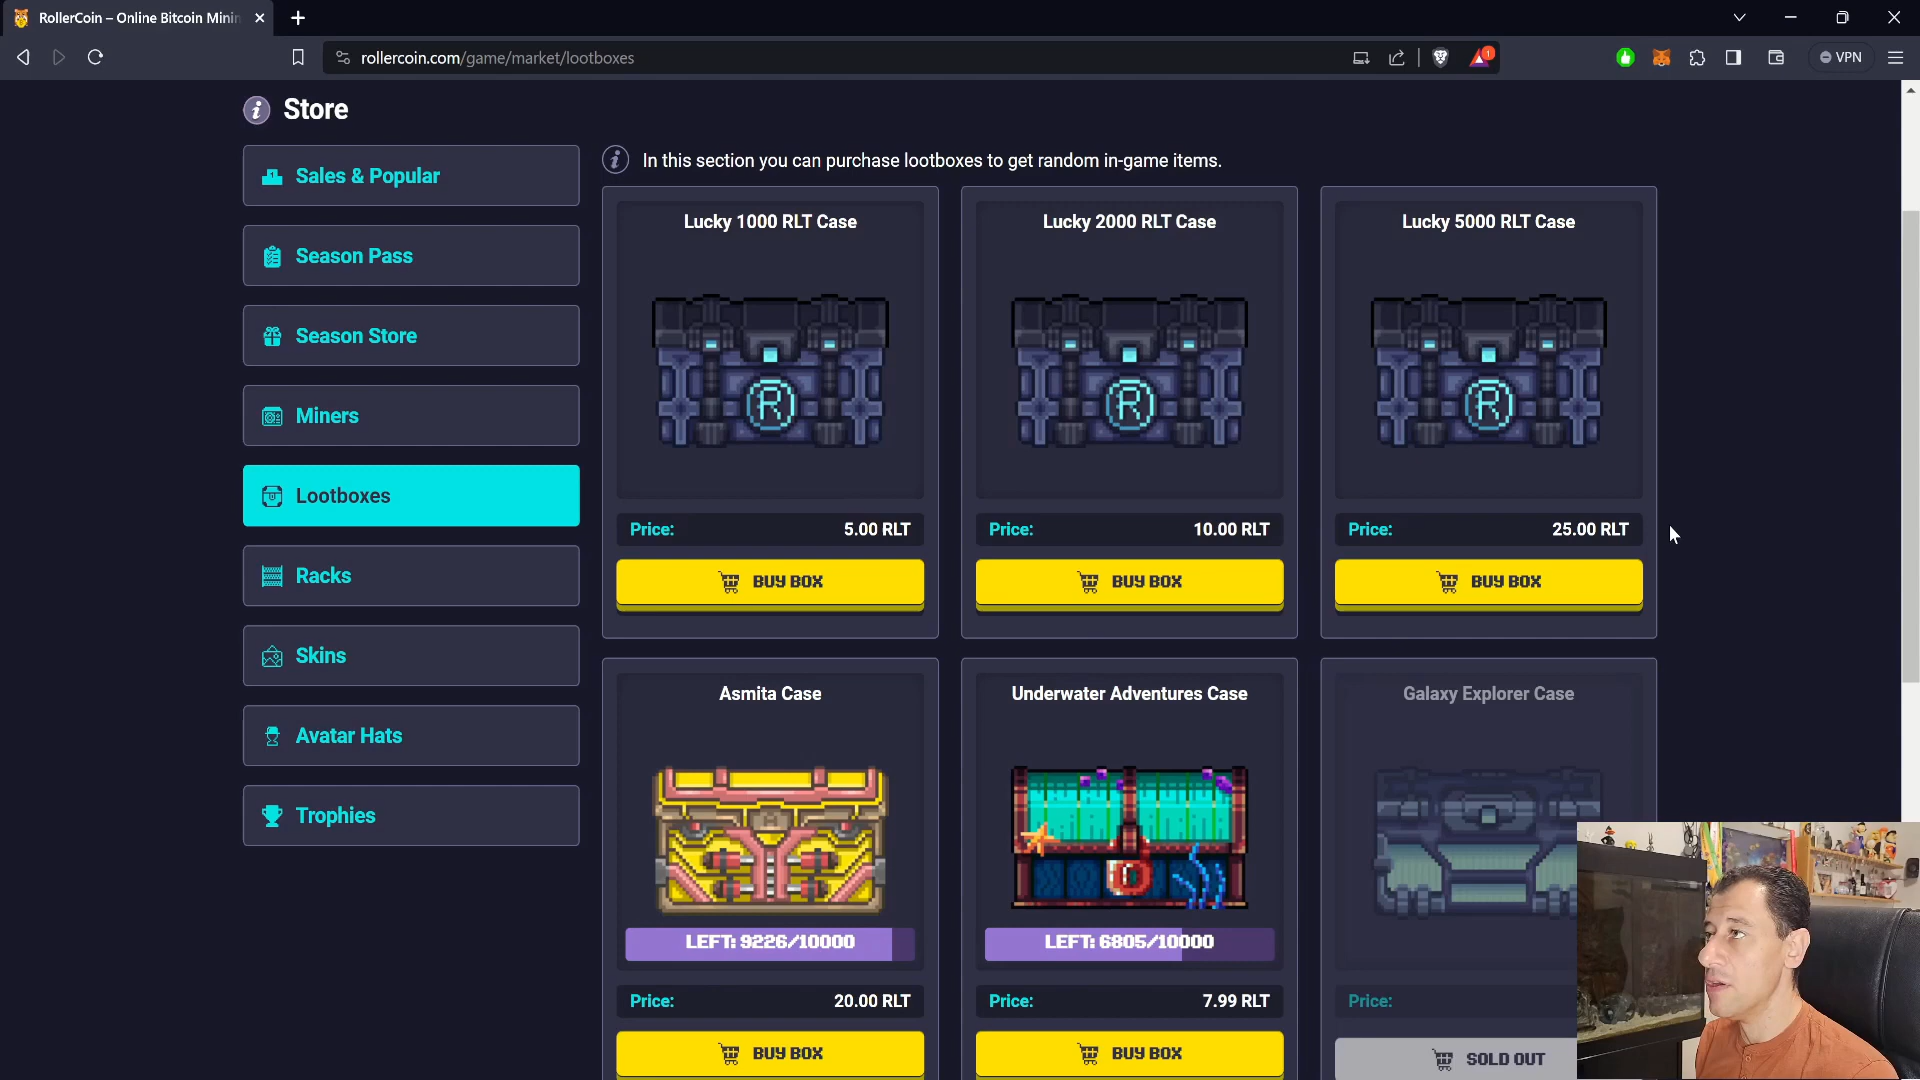 RollerCoin – Online Bitcoin Minin
rollercoin.com/game/market/lootboxes
1
VPN
Store
Sales & Popular
Season Pass
Season Store
Miners
Lootboxes
Racks
Skins
Avatar Hats
Trophies
In this section you can purchase lootboxes to get random in-game items.
Lucky 1000 RLT Case
R
Price: 5.00 RLT
BUY BOX
Lucky 2000 RLT Case
R
Price: 10.00 RLT
BUY BOX
Lucky 5000 RLT Case
R
Price: 25.00 RLT
BUY BOX
Asmita Case
LEFT: 9226/10000
Price: 20.00 RLT
BUY BOX
Underwater Adventures Case
LEFT: 6805/10000
Price: 7.99 RLT
BUY BOX
Galaxy Explorer Case
Price:
SOLD OUT